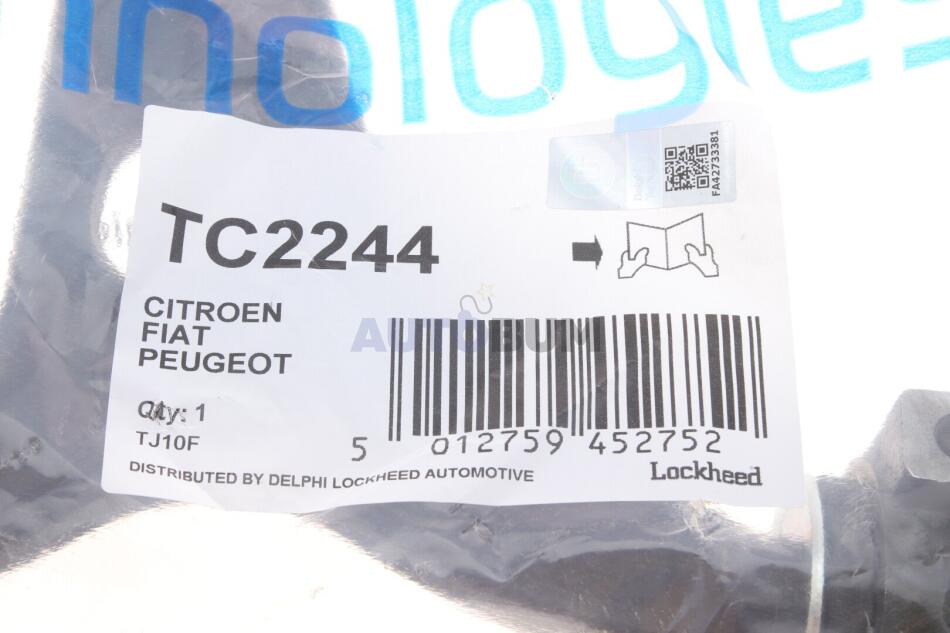 nologies
FA42733381
TC2244
CITROEN
FIAT
PEUGEOT
AUTOBUM
Qty: 1
TJ10F
5 012759 452752
DISTRIBUTED BY DELPHI LOCKHEED AUTOMOTIVE
Lockheed